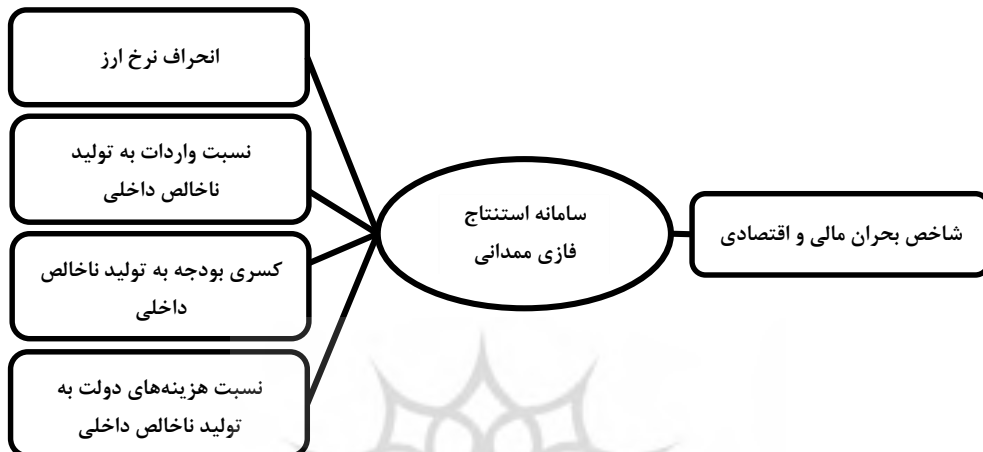 انحراف نرخ ارز
نسبت واردات به تولید
ناخالص داخلی
کسری بودجه به تولید ناخالص
داخلی
نسبت هزینه‌های دولت به
تولید ناخالص داخلی
سامانه استنتاج
فازی ممدانی
شاخص بحران مالی و اقتصادی